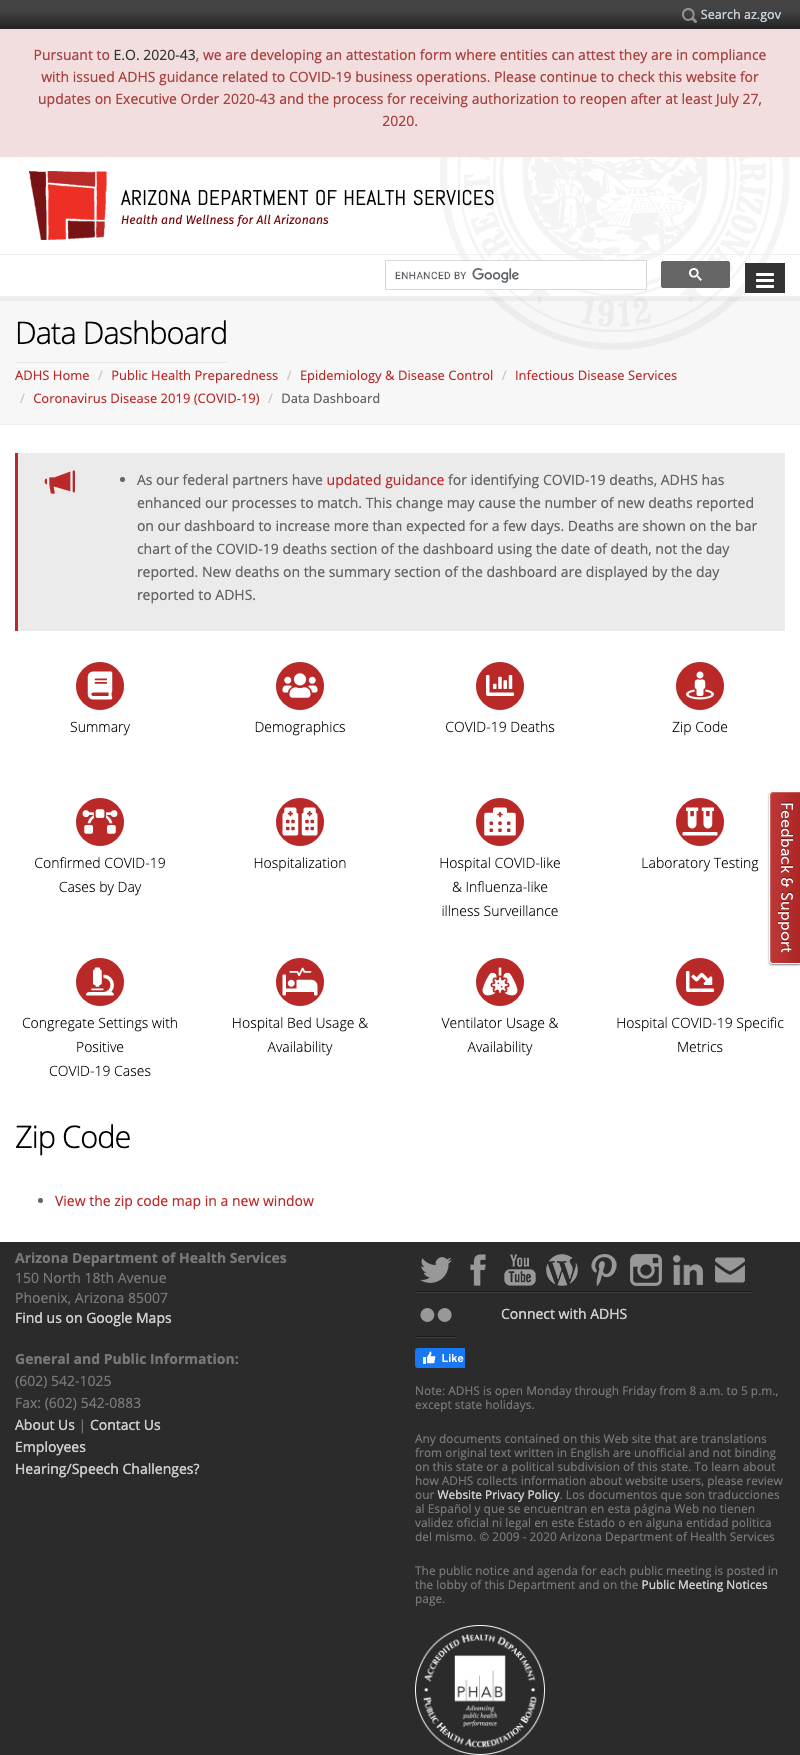 Search az.gov
Pursuant to E.O. 2020-43, we are developing an attestation form where entities can attest they are in compliance
with issued ADHS guidance related to COVID-19 business operations. Please continue to check this website for
updates on Executive Order 2020-43 and the process for receiving authorization to reopen after at least July 27,
2020.
ARIZONA DEPARTMENT OF HEALTH SERVICES
Health and Wellness for All Arizonans
ENHANCED BY Google
1912
Data Dashboard
ADHS Home / Public Health Preparedness / Epidemiology & Disease Control / Infectious Disease Services
/ Coronavirus Disease 2019 (COVID-19) / Data Dashboard
• As our federal partners have updated guidance for identifying COVID-19 deaths, ADHS has
enhanced our processes to match. This change may cause the number of new deaths reported
on our dashboard to increase more than expected for a few days. Deaths are shown on the bar
chart of the COVID-19 deaths section of the dashboard using the date of death, not the day
reported. New deaths on the summary section of the dashboard are displayed by the day
reported to ADHS.
Summary
Demographics
COVID-19 Deaths
Zip Code
Confirmed COVID-19
Cases by Day
Hospitalization
Hospital COVID-like
& Influenza-like
illness Surveillance
Laboratory Testing
Feedback & Support
Congregate Settings with
Positive
COVID-19 Cases
Hospital Bed Usage &
Availability
Ventilator Usage &
Availability
Hospital COVID-19 Specific
Metrics
Zip Code
• View the zip code map in a new window
Arizona Department of Health Services
150 North 18th Avenue
Phoenix, Arizona 85007
Find us on Google Maps
General and Public Information:
(602) 542-1025
Fax: (602) 542-0883
About Us | Contact Us
Employees
Hearing/Speech Challenges?
You Tube
Connect with ADHS
Like
Note: ADHS is open Monday through Friday from 8 a.m. to 5 p.m.,
except state holidays.
Any documents contained on this Web site that are translations
from original text written in English are unofficial and not binding
on this state or a political subdivision of this state. To learn about
how ADHS collects information about website users, please review
our Website Privacy Policy. Los documentos que son traducciones
al Español y que se encuentran en esta página Web no tienen
validez oficial ni legal en este Estado o en alguna entidad politica
del mismo. © 2009 - 2020 Arizona Department of Health Services
The public notice and agenda for each public meeting is posted in
the lobby of this Department and on the Public Meeting Notices
page.
ACCREDITED HEALTH DEPARTMENT
PHAB
Advancing
public health
performance
PUBLIC HEALTH ACCREDITATION BOARD